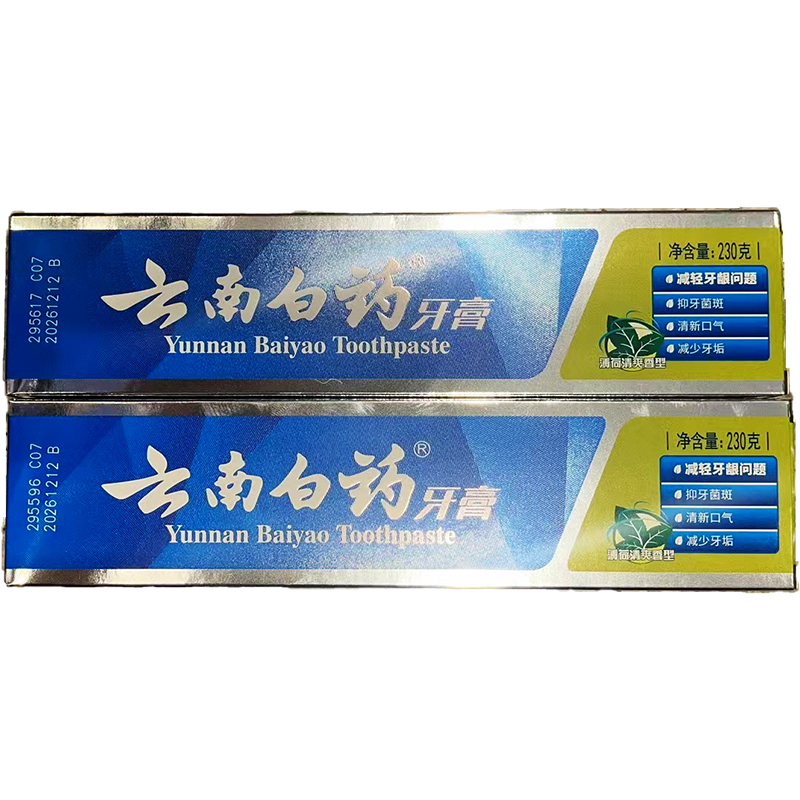 295617 C07
20261212 B
云南白药®牙膏
Yunnan Baiyao Toothpaste
净含量:230克
减轻牙龈问题
抑牙菌斑
清新口气
减少牙垢
薄荷清爽香型
295596 C07
20261212 B
云南白药®牙膏
Yunnan Baiyao Toothpaste
净含量:230克
减轻牙龈问题
抑牙菌斑
清新口气
减少牙垢
薄荷清爽香型